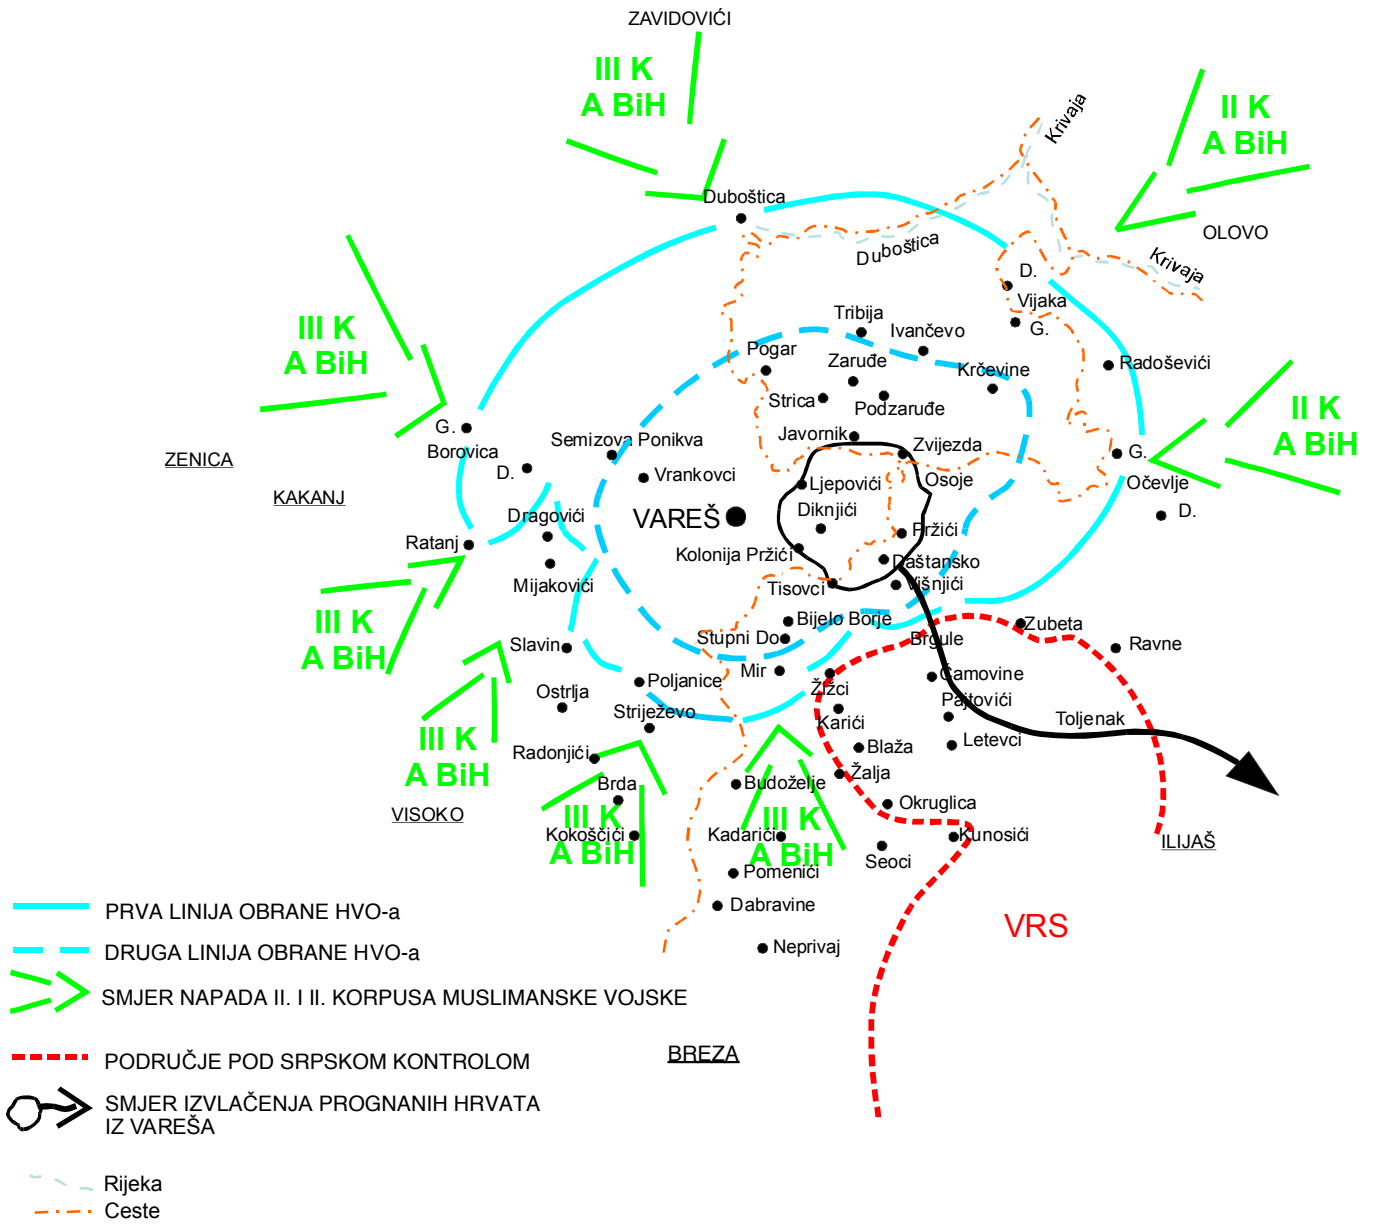 ZAVIDOVIĆI
III K
A BiH
II K
A BiH
Krivaja
Duboštica
OLOVO
Duboštica
Krivaja
D.
Vijaka
G.
III K
A BiH
Tribija
Ivančevo
Pogar
Zaruđe
Krčevine
Radoševići
Strica
Podzaruđe
II K
A BiH
G.
Borovica
D.
Semizova Ponikva
Javornik
Zvijezda
G.
Očevlje
D.
ZENICA
KAKANJ
Vrankovci
Ljepovići
Osoje
Dragovići
VAREŠ
Diknjići
Pržići
Ratanj
Kolonija Pržići
Daštansko
Mijakovići
Tisovci
Višnjići
III K
A BiH
Bijelo Borje
Zubeta
Slavin
Stupni Do
Brgule
Ravne
Mir
Žižci
Čamovine
Ostrlja
Poljanice
Pajtovići
Striježevo
Karići
Toljenak
III K
A BiH
Radonjići
Blaža
Letevci
Brda
Budoželje
Žalja
VISOKO
III K
A BiH
Kokoščići
Kadarići
III K
A BiH
Okruglica
Kunosići
Seoci
ILIJAŠ
Pomenići
Dabravine
VRS
Neprivaj
BREZA
PRVA LINIJA OBRANE HVO-a
DRUGA LINIJA OBRANE HVO-a
SMJER NAPADA II. I II. KORPUSA MUSLIMANSKE VOJSKE
PODRUČJE POD SRPSKOM KONTROLOM
SMJER IZVLAČENJA PROGNANIH HRVATA
IZ VAREŠA
Rijeka
Ceste